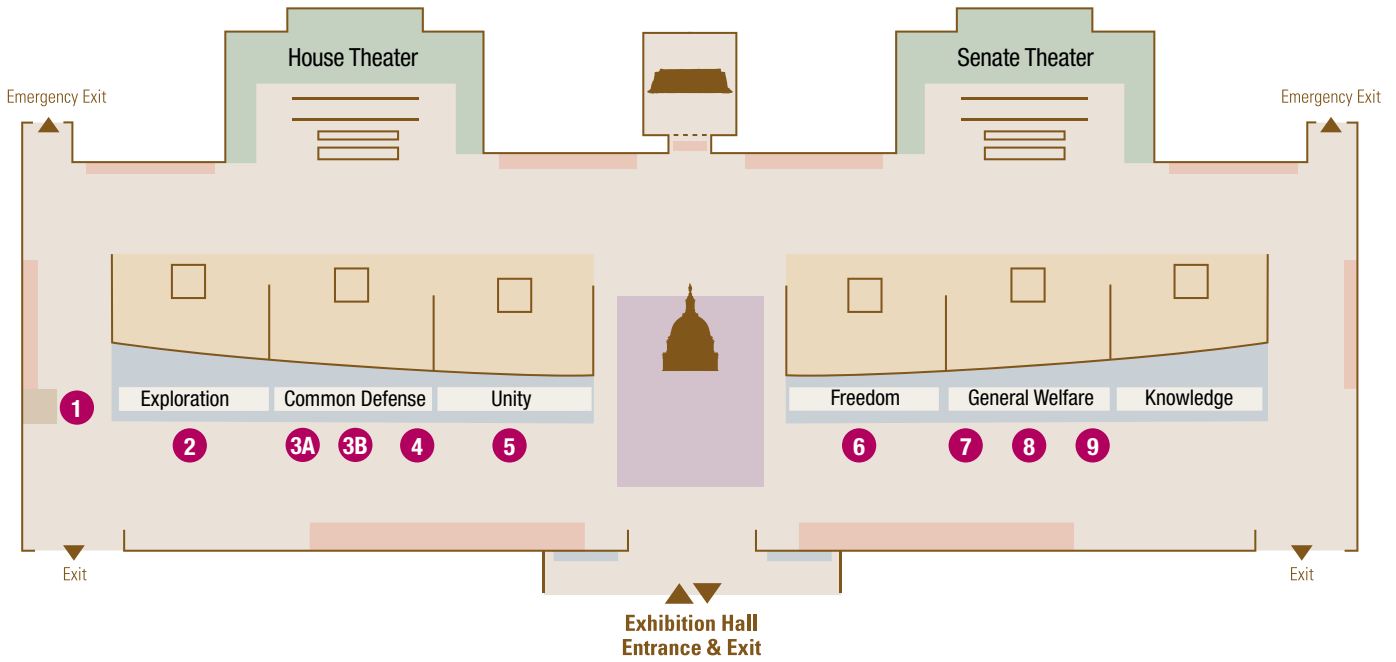 House Theater
Senate Theater
Emergency Exit
Emergency Exit
Exploration
Common Defense
Unity
Freedom
General Welfare
Knowledge
1
2
3A
3B
4
5
6
7
8
9
Exit
Exit
Exhibition Hall
Entrance & Exit